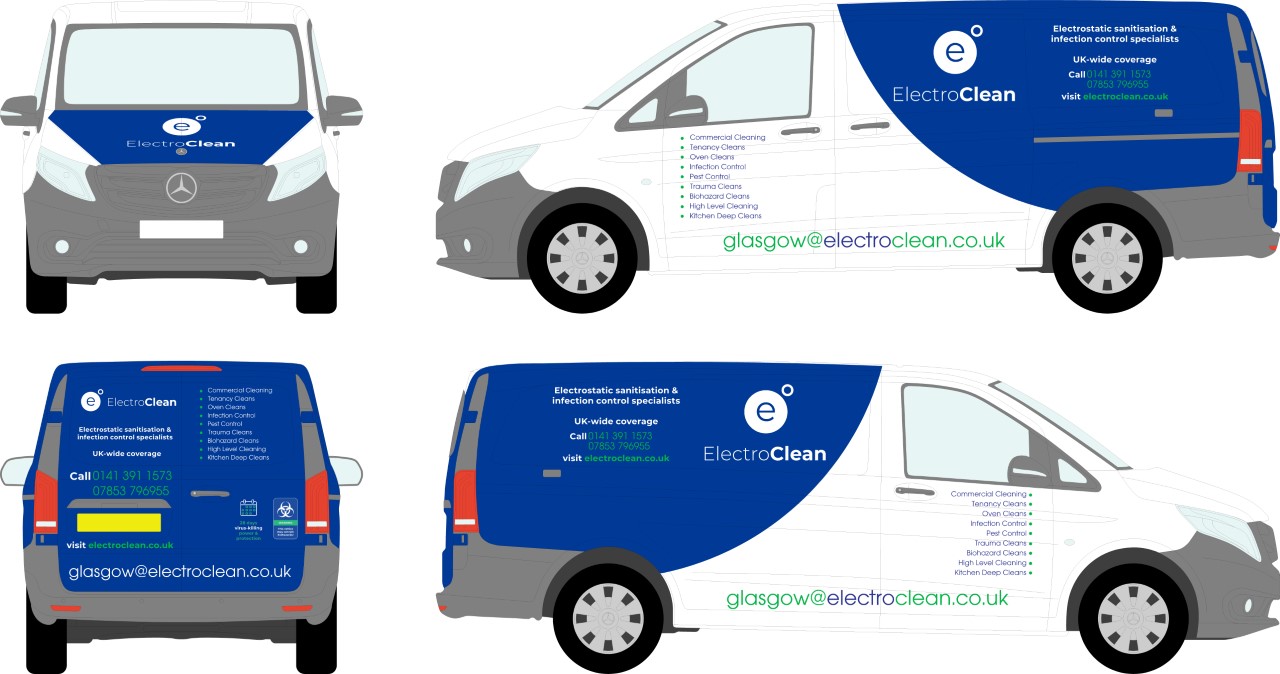 e
ElectroClean
e
ElectroClean
Electrostatic sanitisation &
infection control specialists
UK-wide coverage
Call 0141 391 1573
07853 796955
visit electroclean.co.uk
Commercial Cleaning
Tenancy Cleans
Oven Cleans
Infection Control
Pest Control
Trauma Cleans
Biohazard Cleans
High Level Cleaning
Kitchen Deep Cleans
glasgow@electroclean.co.uk
e
ElectroClean
Electrostatic sanitisation &
infection control specialists
UK-wide coverage
Call 0141 391 1573
07853 796955
visit electroclean.co.uk
Commercial Cleaning
Tenancy Cleans
Oven Cleans
Infection Control
Pest Control
Trauma Cleans
Biohazard Cleans
High Level Cleaning
Kitchen Deep Cleans
virus-killing
power &
protection
glasgow@electroclean.co.uk
Electrostatic sanitisation &
infection control specialists
UK-wide coverage
Call 0141 391 1573
07853 796955
visit electroclean.co.uk
e
ElectroClean
Commercial Cleaning
Tenancy Cleans
Oven Cleans
Infection Control
Pest Control
Trauma Cleans
Biohazard Cleans
High Level Cleaning
Kitchen Deep Cleans
glasgow@electroclean.co.uk